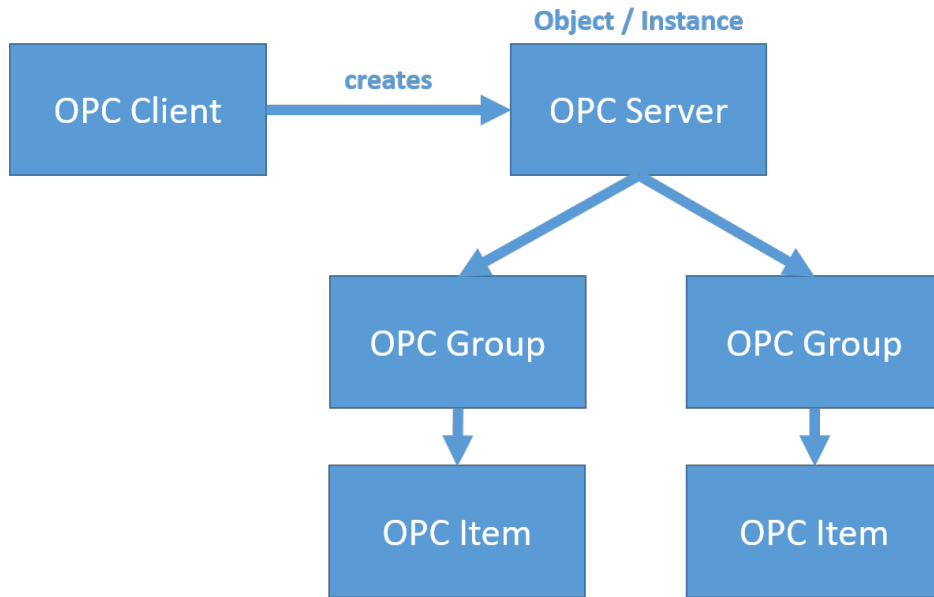 Object / Instance
OPC Client
creates
OPC Server
OPC Group
OPC Group
OPC Item
OPC Item